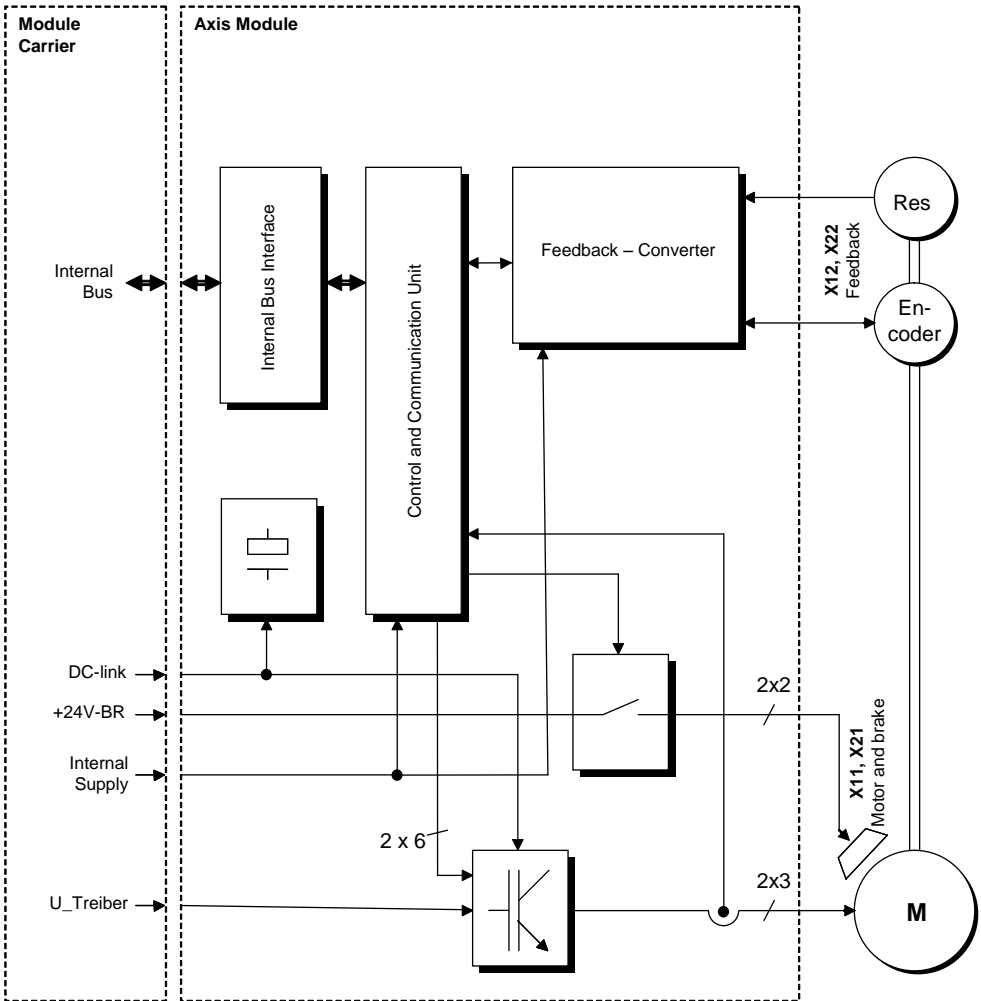 Module
Carrier
Axis Module
Internal
Bus
Internal Bus Interface
Control and Communication Unit
Feedback – Converter
X12, X22
Feedback
Res
En-
coder
DC-link
+24V-BR
Internal
Supply
U_Treiber
2 x 6
2x2
2x3
X11, X21
Motor and brake
M